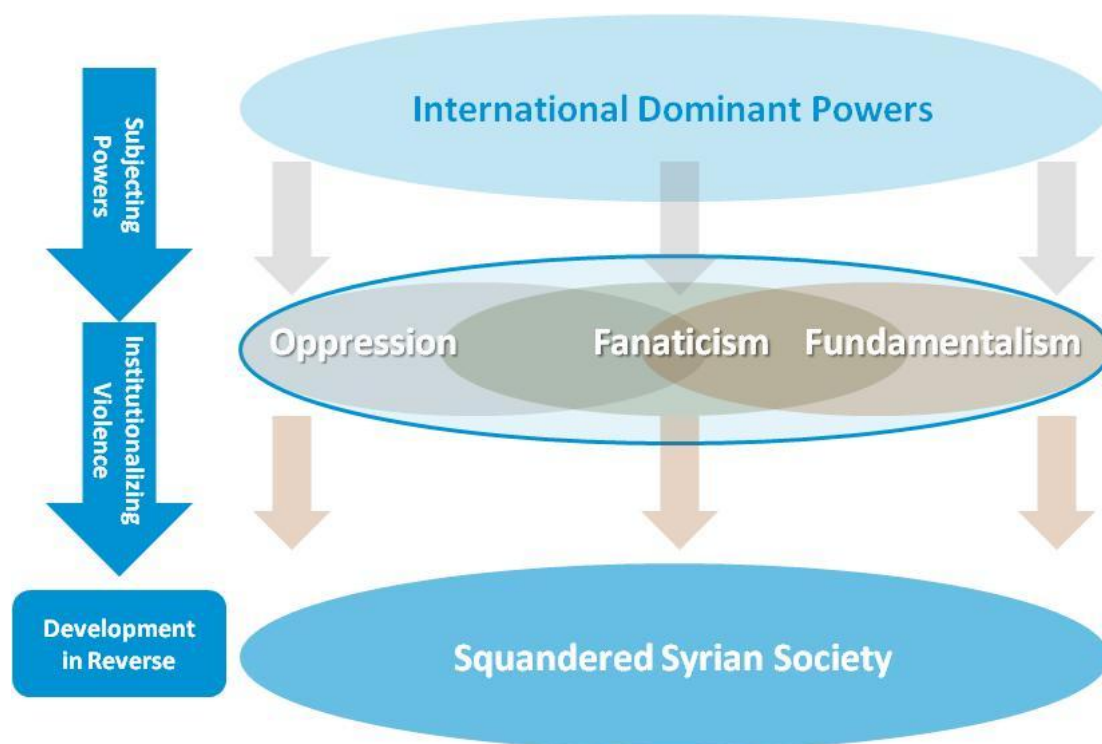 International Dominant Powers
Subjecting
Powers
Oppression
Fanaticism
Fundamentalism
Institutionalizing
Violence
Development
in Reverse
Squandered Syrian Society